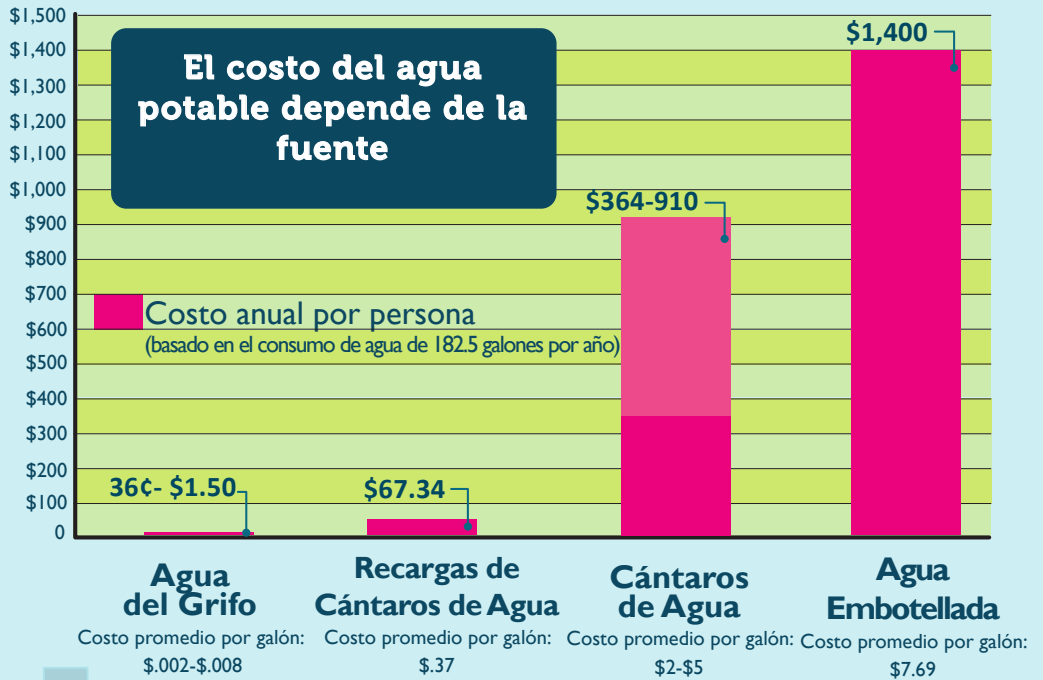 $1,500
$1,400
$1,300
$1,200
$1,100
$1,000
$900
$800
$700
$600
$500
$400
$300
$200
$100
0
El costo del agua
potable depende de la
fuente
Costo anual por persona
(basado en el consumo de agua de 182.5 galones por año)
36¢- $1.50
$67.34
$364-910
$1,400
Agua
del Grifo
Costo promedio por galón:
$.002-$.008
Recargas de
Cántaros de Agua
Costo promedio por galón:
$.37
Cántaros
de Agua
Costo promedio por galón:
$2-$5
Agua
Embotellada
Costo promedio por galón:
$7.69